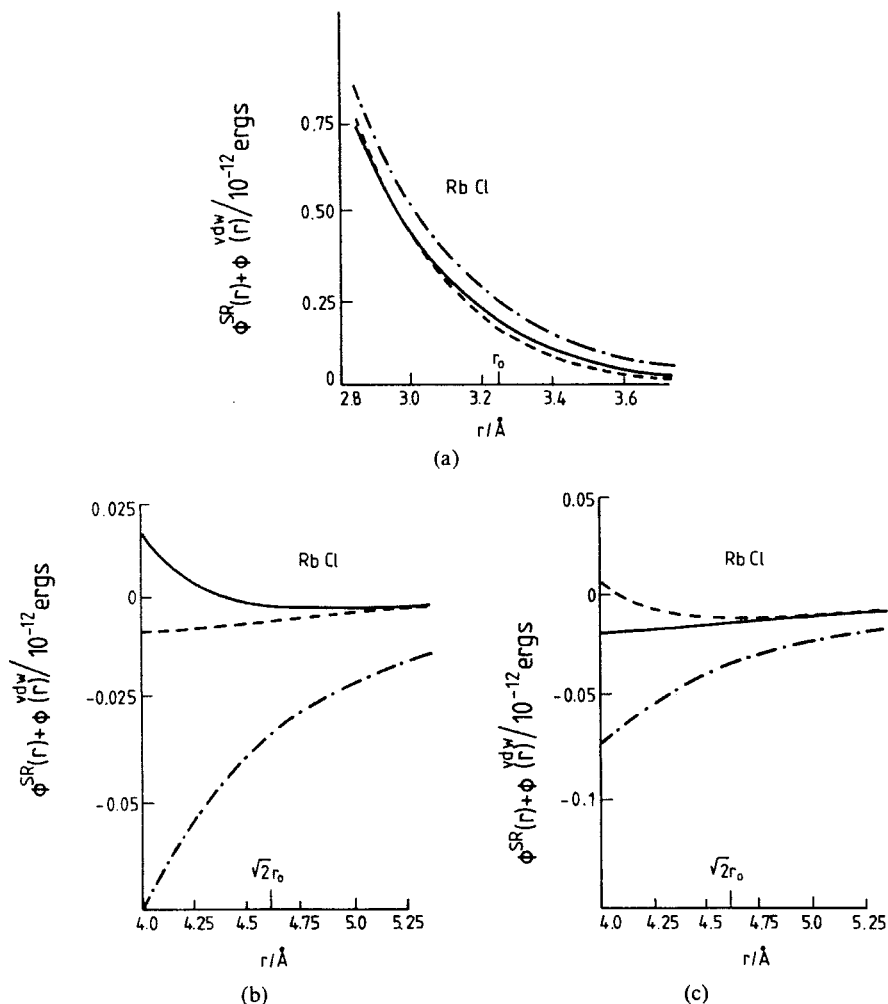 Φ^SR(r)+Φ^vdw(r)/10^-12 ergs
0.75
0.50
0.25
0
Rb Cl
r₀
2.8 3.0 3.2 3.4 3.6
r/Å
(a)
Φ^SR(r)+Φ^vdw(r)/10^-12 ergs
0.025
0
-0.025
-0.05
Rb Cl
√2r₀
4.0 4.25 4.5 4.75 5.0 5.25
r/Å
(b)
Φ^SR(r)+Φ^vdw(r)/10^-12 ergs
0.05
0
-0.05
-0.1
Rb Cl
√2r₀
4.0 4.25 4.5 4.75 5.0 5.25
r/Å
(c)